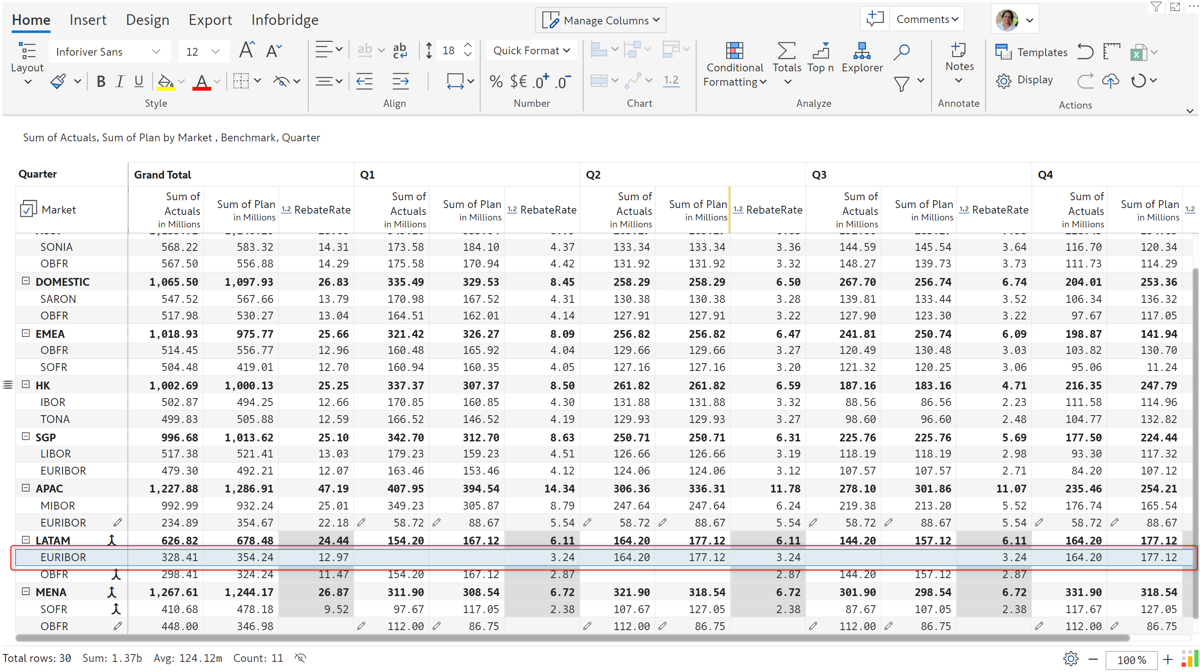 Home Insert Design Export Infobridge Manage Columns Comments
Layout Inforiver Sans 12 A A ab ab 18 Quick Format Conditional Formatting Totals Top n Explorer Notes Templates
B I U A % $€ .0 .0 1.2 Display
Style Align Number Chart Analyze Annotate Actions
Sum of Actuals, Sum of Plan by Market , Benchmark, Quarter
Quarter Grand Total Q1 Q2 Q3 Q4
Market Sum of Actuals in Millions Sum of Plan in Millions 1.2 RebateRate Sum of Actuals in Millions Sum of Plan in Millions 1.2 RebateRate Sum of Actuals in Millions Sum of Plan in Millions 1.2 RebateRate Sum of Actuals in Millions Sum of Plan in Millions 1.2 RebateRate Sum of Actuals in Millions Sum of Plan in Millions 1.2
SONIA 568.22 583.32 14.31 173.58 184.10 4.37 133.34 133.34 3.36 144.59 145.54 3.64 116.70 120.34
OBFR 567.50 556.88 14.29 175.58 170.94 4.42 131.92 131.92 3.32 148.27 139.73 3.73 111.73 114.29
DOMESTIC 1,065.50 1,097.93 26.83 335.49 329.53 8.45 258.29 258.29 6.50 267.70 256.74 6.74 204.01 253.36
SARON 547.52 567.66 13.79 170.98 167.52 4.31 130.38 130.38 3.28 139.81 133.44 3.52 106.34 136.32
OBFR 517.98 530.27 13.04 164.51 162.01 4.14 127.91 127.91 3.22 127.90 123.30 3.22 97.67 117.05
EMEA 1,018.93 975.77 25.66 321.42 326.27 8.09 256.82 256.82 6.47 241.81 250.74 6.09 198.87 141.94
OBFR 514.45 556.77 12.96 160.48 165.92 4.04 129.66 129.66 3.27 120.49 130.48 3.03 103.82 130.70
SOFR 504.48 419.01 12.70 160.94 160.35 4.05 127.16 127.16 3.20 121.32 120.25 3.06 95.06 11.24
HK 1,002.69 1,000.13 25.25 337.37 307.37 8.50 261.82 261.82 6.59 187.16 183.16 4.71 216.35 247.79
IBOR 502.87 494.25 12.66 170.85 160.85 4.30 131.88 131.88 3.32 88.56 86.56 2.23 111.58 114.96
TONA 499.83 505.88 12.59 166.52 146.52 4.19 129.93 129.93 3.27 98.60 96.60 2.48 104.77 132.82
SGP 996.68 1,013.62 25.10 342.70 312.70 8.63 250.71 250.71 6.31 225.76 225.76 5.69 177.50 224.44
LIBOR 517.38 521.41 13.03 179.23 159.23 4.51 126.06 126.06 3.19 118.19 118.19 2.98 93.30 117.32
EURIBOR 479.30 492.21 12.07 163.46 153.46 4.12 124.66 124.66 3.12 107.57 107.57 2.71 84.20 107.12
APAC 1,227.88 1,286.91 47.19 407.95 394.54 14.34 306.36 336.31 11.78 278.10 301.86 11.07 235.46 254.21
MIBOR 992.99 932.24 25.01 349.23 305.87 8.79 247.64 247.64 6.24 219.38 213.20 5.52 176.74 165.54
EURIBOR 234.89 354.67 22.18 58.72 88.67 5.54 58.72 88.67 5.54 58.72 88.67 5.54 58.72 88.67
LATAM 626.82 678.48 24.44 154.20 167.12 6.11 164.20 177.12 6.11 144.20 157.12 6.11 164.20 177.12
EURIBOR 328.41 354.24 12.97 3.24 164.20 177.12 3.24 3.24 164.20 177.12
OBFR 298.41 324.24 11.47 154.20 167.12 2.87 2.87 144.20 157.12 2.87
MENA 1,267.61 1,244.17 26.87 311.90 308.54 6.72 321.90 318.54 6.72 301.90 298.54 6.72 331.90 318.54
SOFR 410.68 478.18 9.52 97.67 117.05 2.38 107.67 127.05 2.38 87.67 107.05 2.38 117.67 127.05
OBFR 448.00 346.98 112.00 86.75 112.00 86.75 112.00 86.75 112.00 86.75
Total rows: 30 Sum: 1.37b Avg: 124.12m Count: 11 100 %